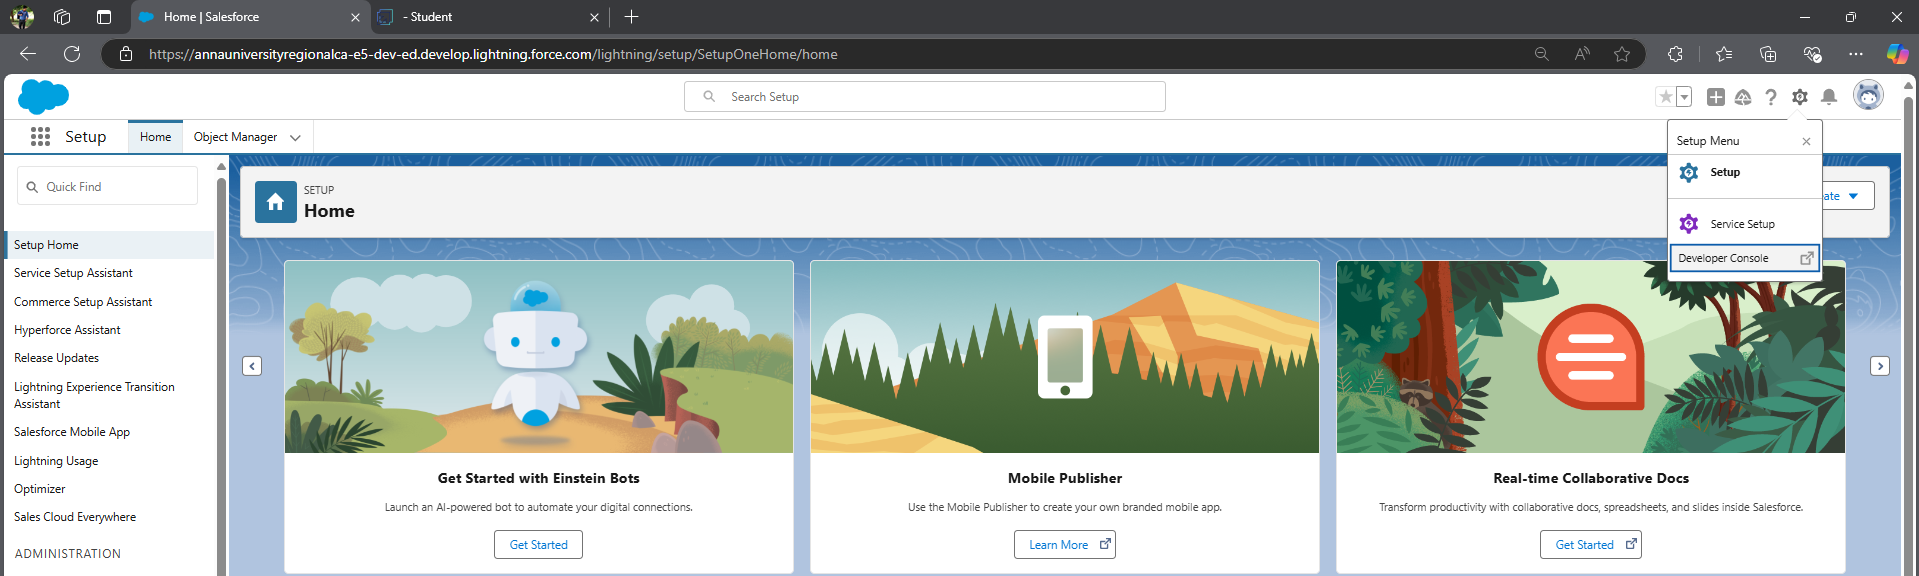 Home | Salesforce
- Student
https://annauniversityregionalca-e5-dev-ed.develop.lightning.force.com/lightning/setup/SetupOneHome/home
Search Setup
Setup
Home
Object Manager
Setup Menu
Setup
Service Setup
Developer Console
Quick Find
SETUP
Home
ate
Setup Home
Service Setup Assistant
Commerce Setup Assistant
Hyperforce Assistant
Release Updates
Lightning Experience Transition
Assistant
Salesforce Mobile App
Lightning Usage
Optimizer
Sales Cloud Everywhere
ADMINISTRATION
Get Started with Einstein Bots
Launch an AI-powered bot to automate your digital connections.
Get Started
Mobile Publisher
Use the Mobile Publisher to create your own branded mobile app.
Learn More
Real-time Collaborative Docs
Transform productivity with collaborative docs, spreadsheets, and slides inside Salesforce.
Get Started